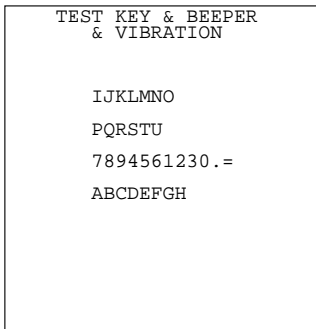 TEST KEY & BEEPER
& VIBRATION
IJKLMNO
PQRSTU
7894561230.=
ABCDEFGH